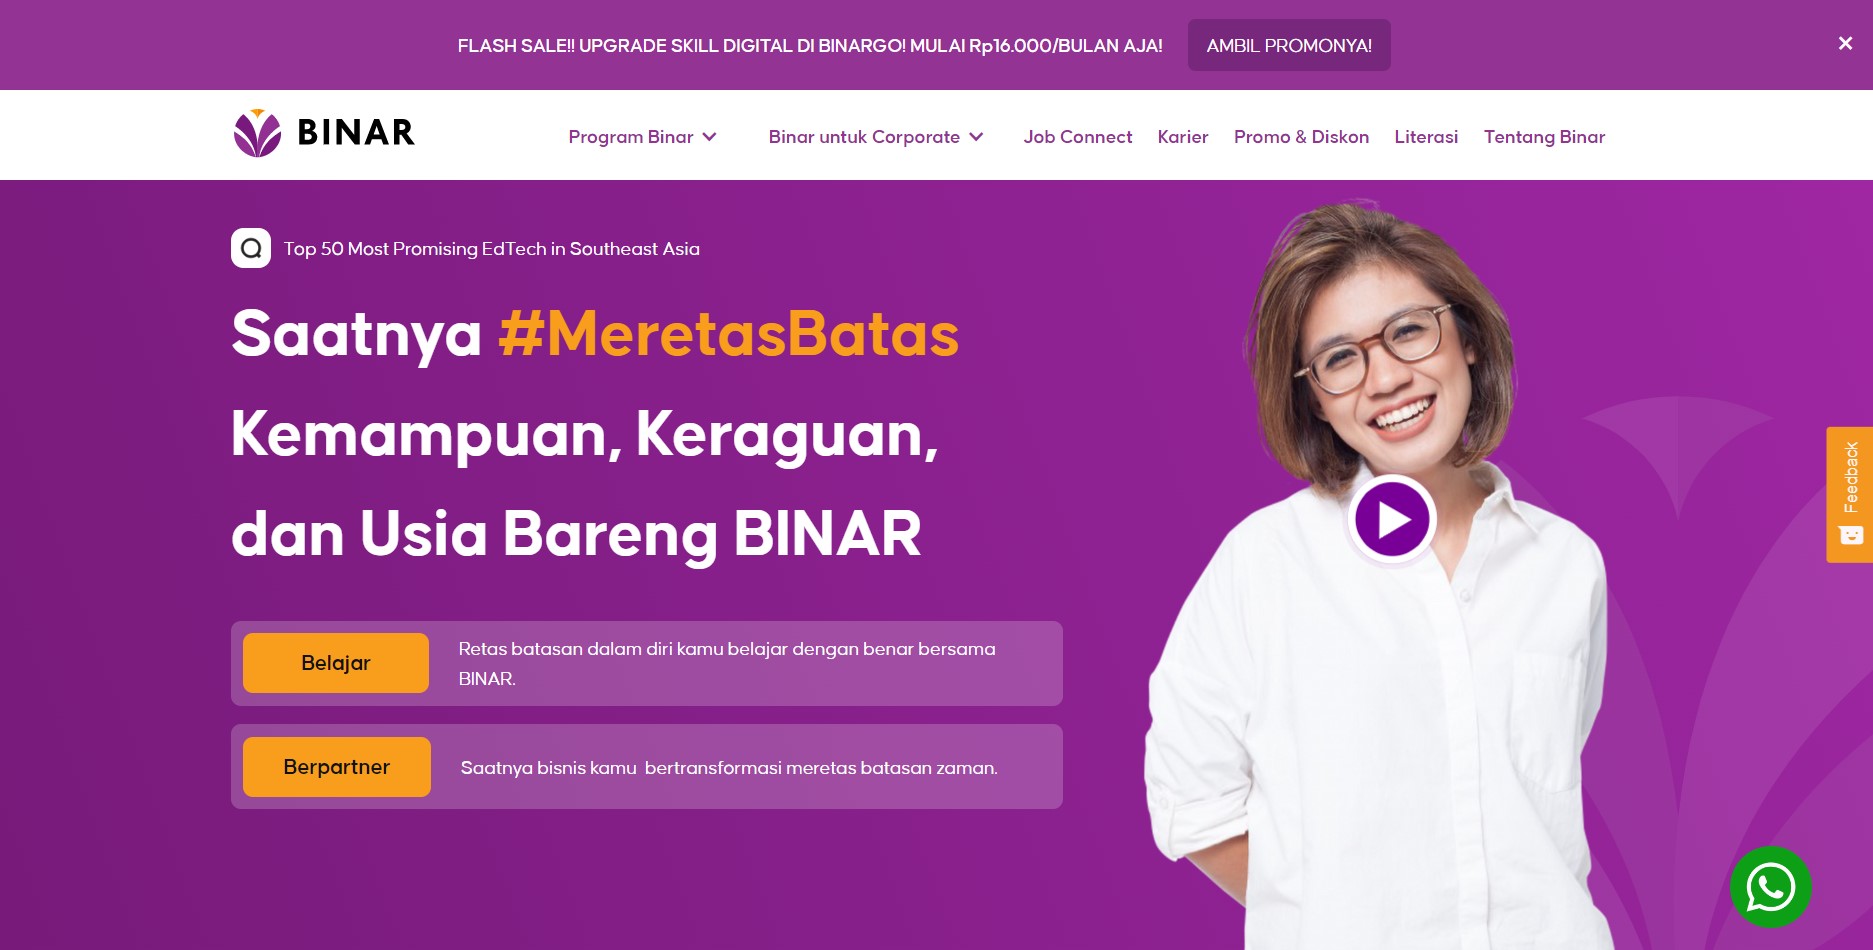 FLASH SALE!! UPGRADE SKILL DIGITAL DI BINARGO! MULAI Rp16.000/BULAN AJA!
AMBIL PROMONYA!
BINAR
Program Binar
Binar untuk Corporate
Job Connect
Karier
Promo & Diskon
Literasi
Tentang Binar
Top 50 Most Promising EdTech in Southeast Asia
Saatnya #MeretasBatas
Kemampuan, Keraguan,
dan Usia Bareng BINAR
Belajar
Retas batasan dalam diri kamu belajar dengan benar bersama
BINAR.
Berpartner
Saatnya bisnis kamu  bertransformasi meretas batasan zaman.
Feedback